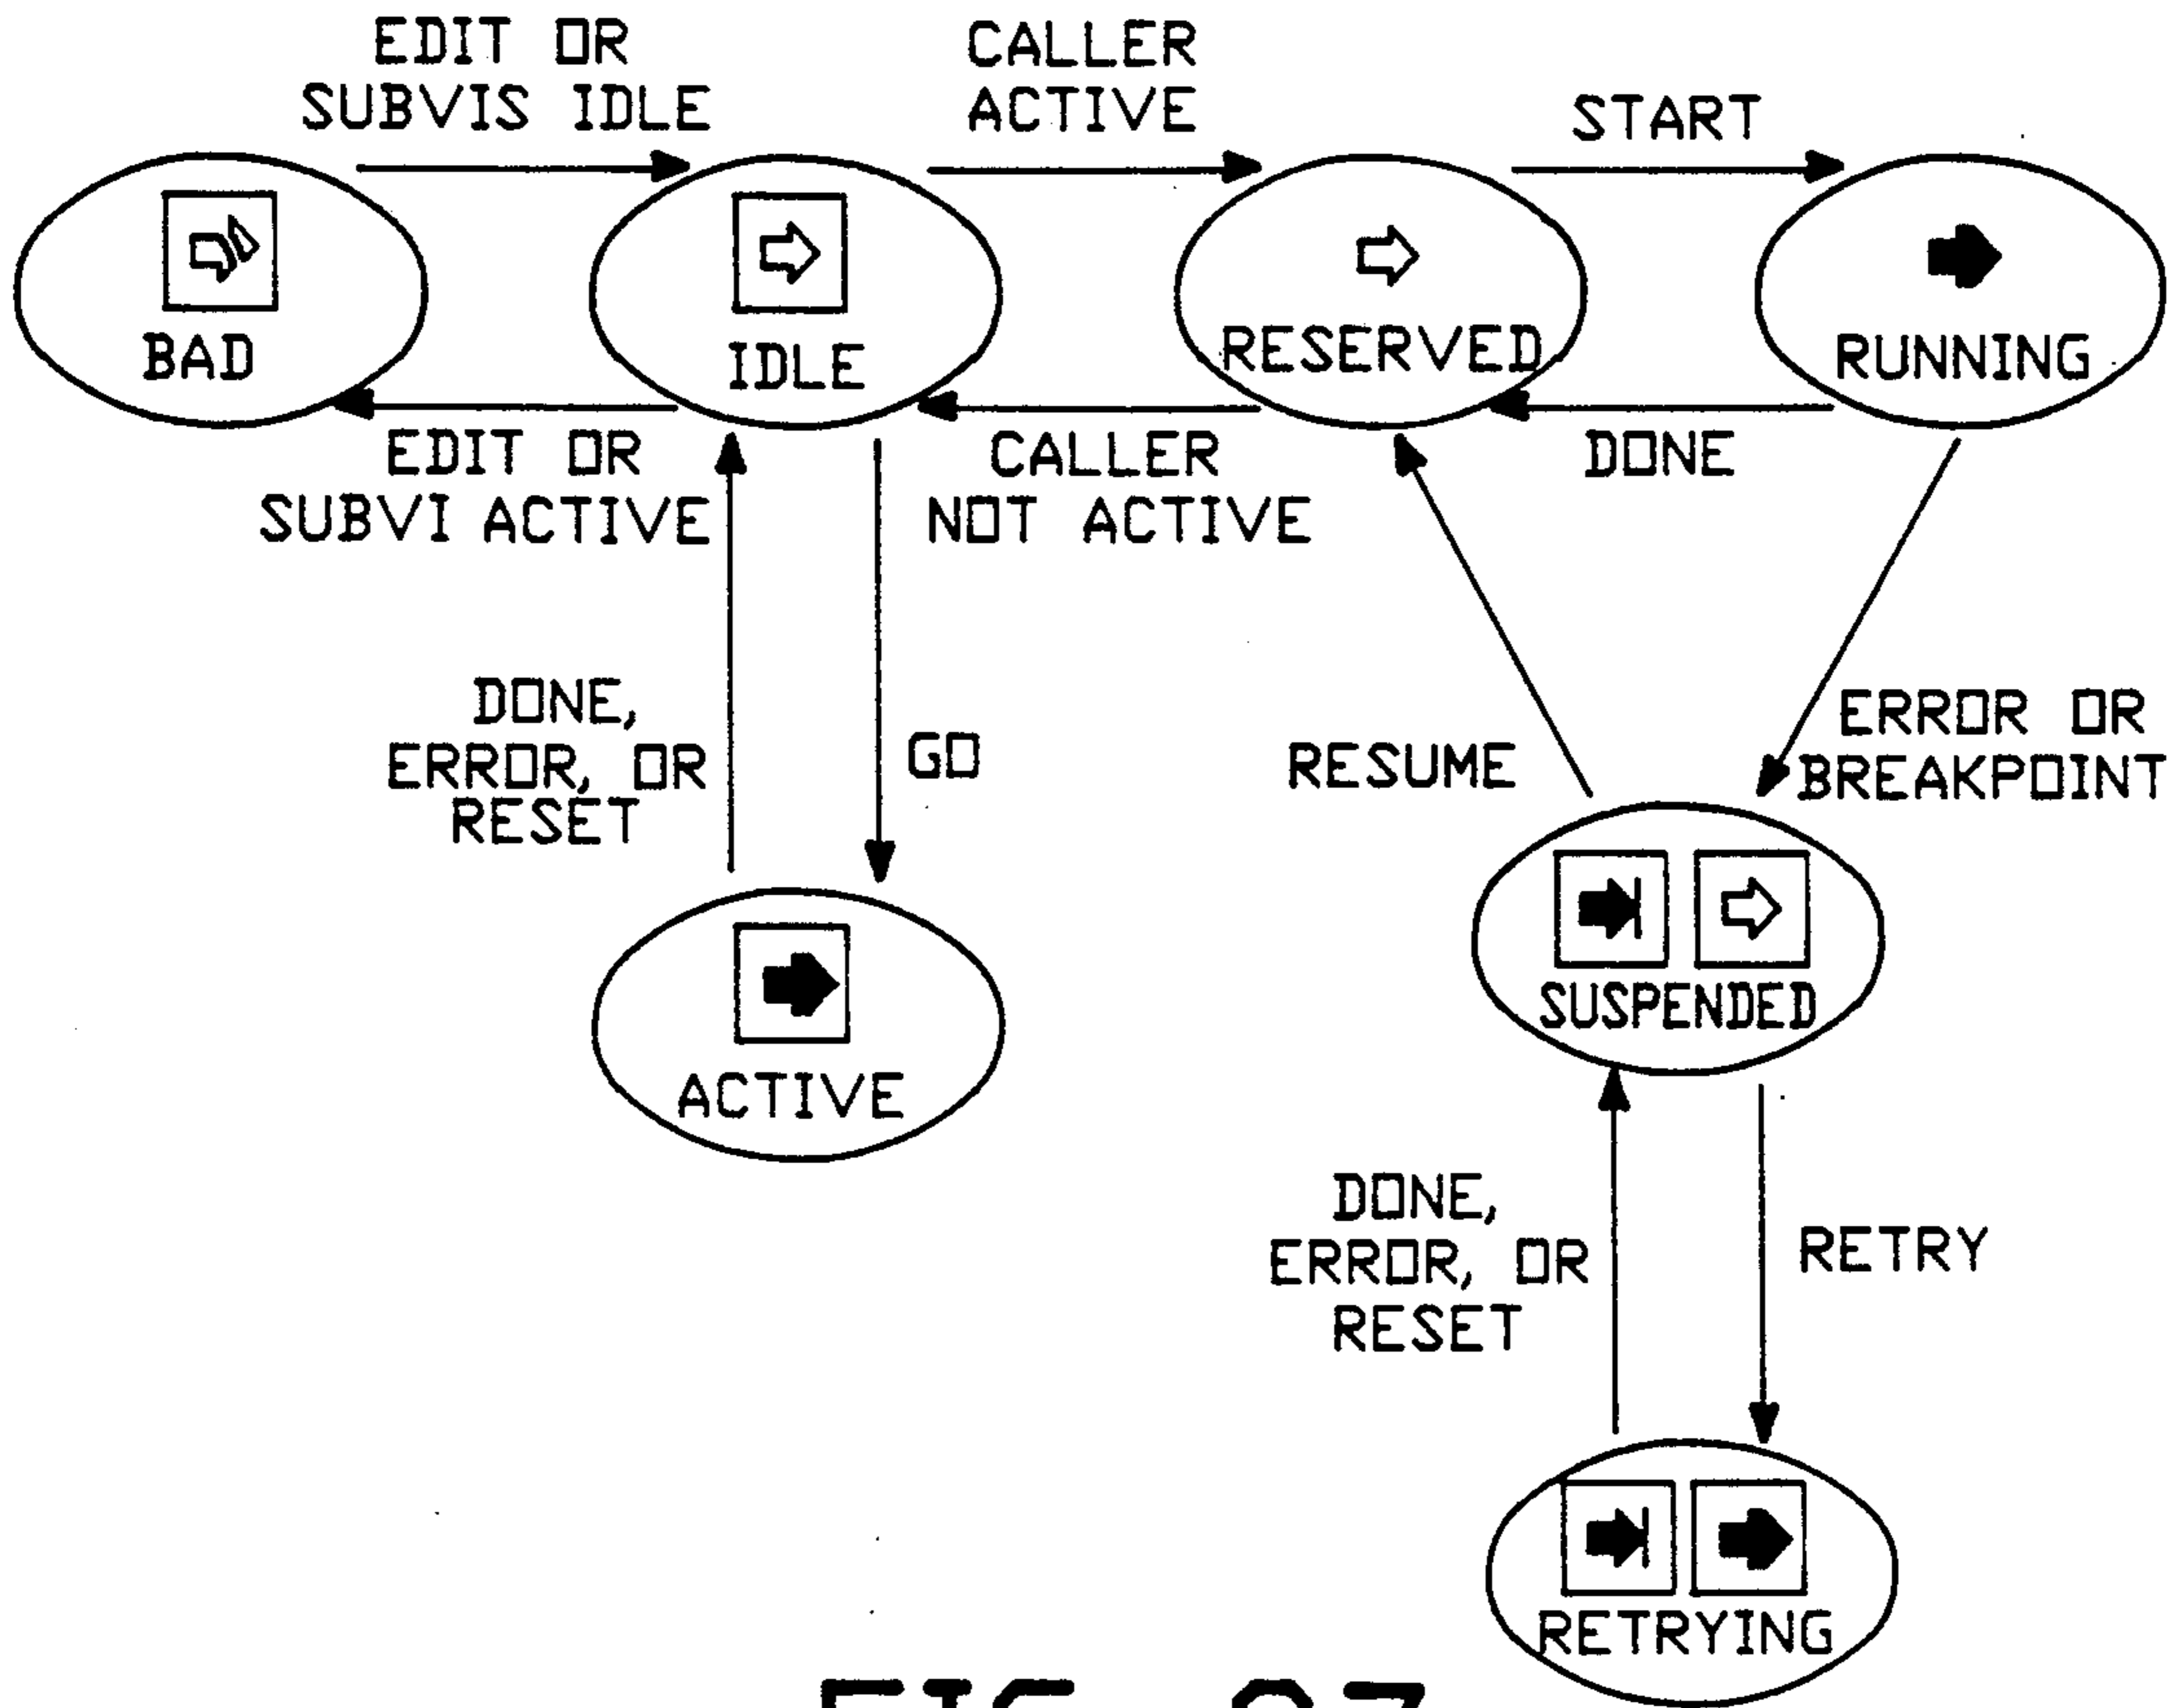 EDIT OR
SUBVIS IDLE
CALLER
ACTIVE
START
BAD
IDLE
RESERVED
RUNNING
EDIT OR
SUBVI ACTIVE
CALLER
NOT ACTIVE
DONE
DONE,
ERROR, OR
RESET
GO
RESUME
ERROR OR
BREAKPOINT
ACTIVE
SUSPENDED
DONE,
ERROR, OR
RESET
RETRY
RETRYING